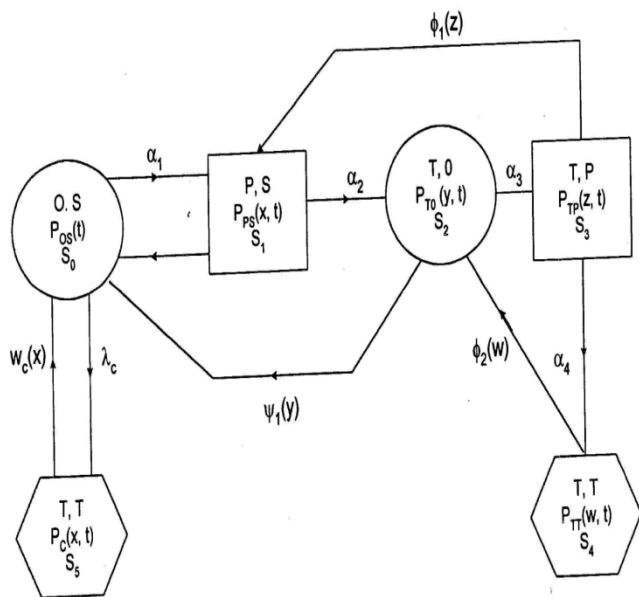 ϕ₁(z)
α₁
P, S
P_PS(x, t)
S₁
α₂
T, 0
P_T0(y, t)
S₂
α₃
T, P
P_TP(z, t)
S₃
O. S
P_OS(t)
S₀
w_c(x)
λ_c
ψ₁(y)
ϕ₂(w)
α₄
T, T
P_C(x, t)
S₅
T, T
P_TT(w, t)
S₄